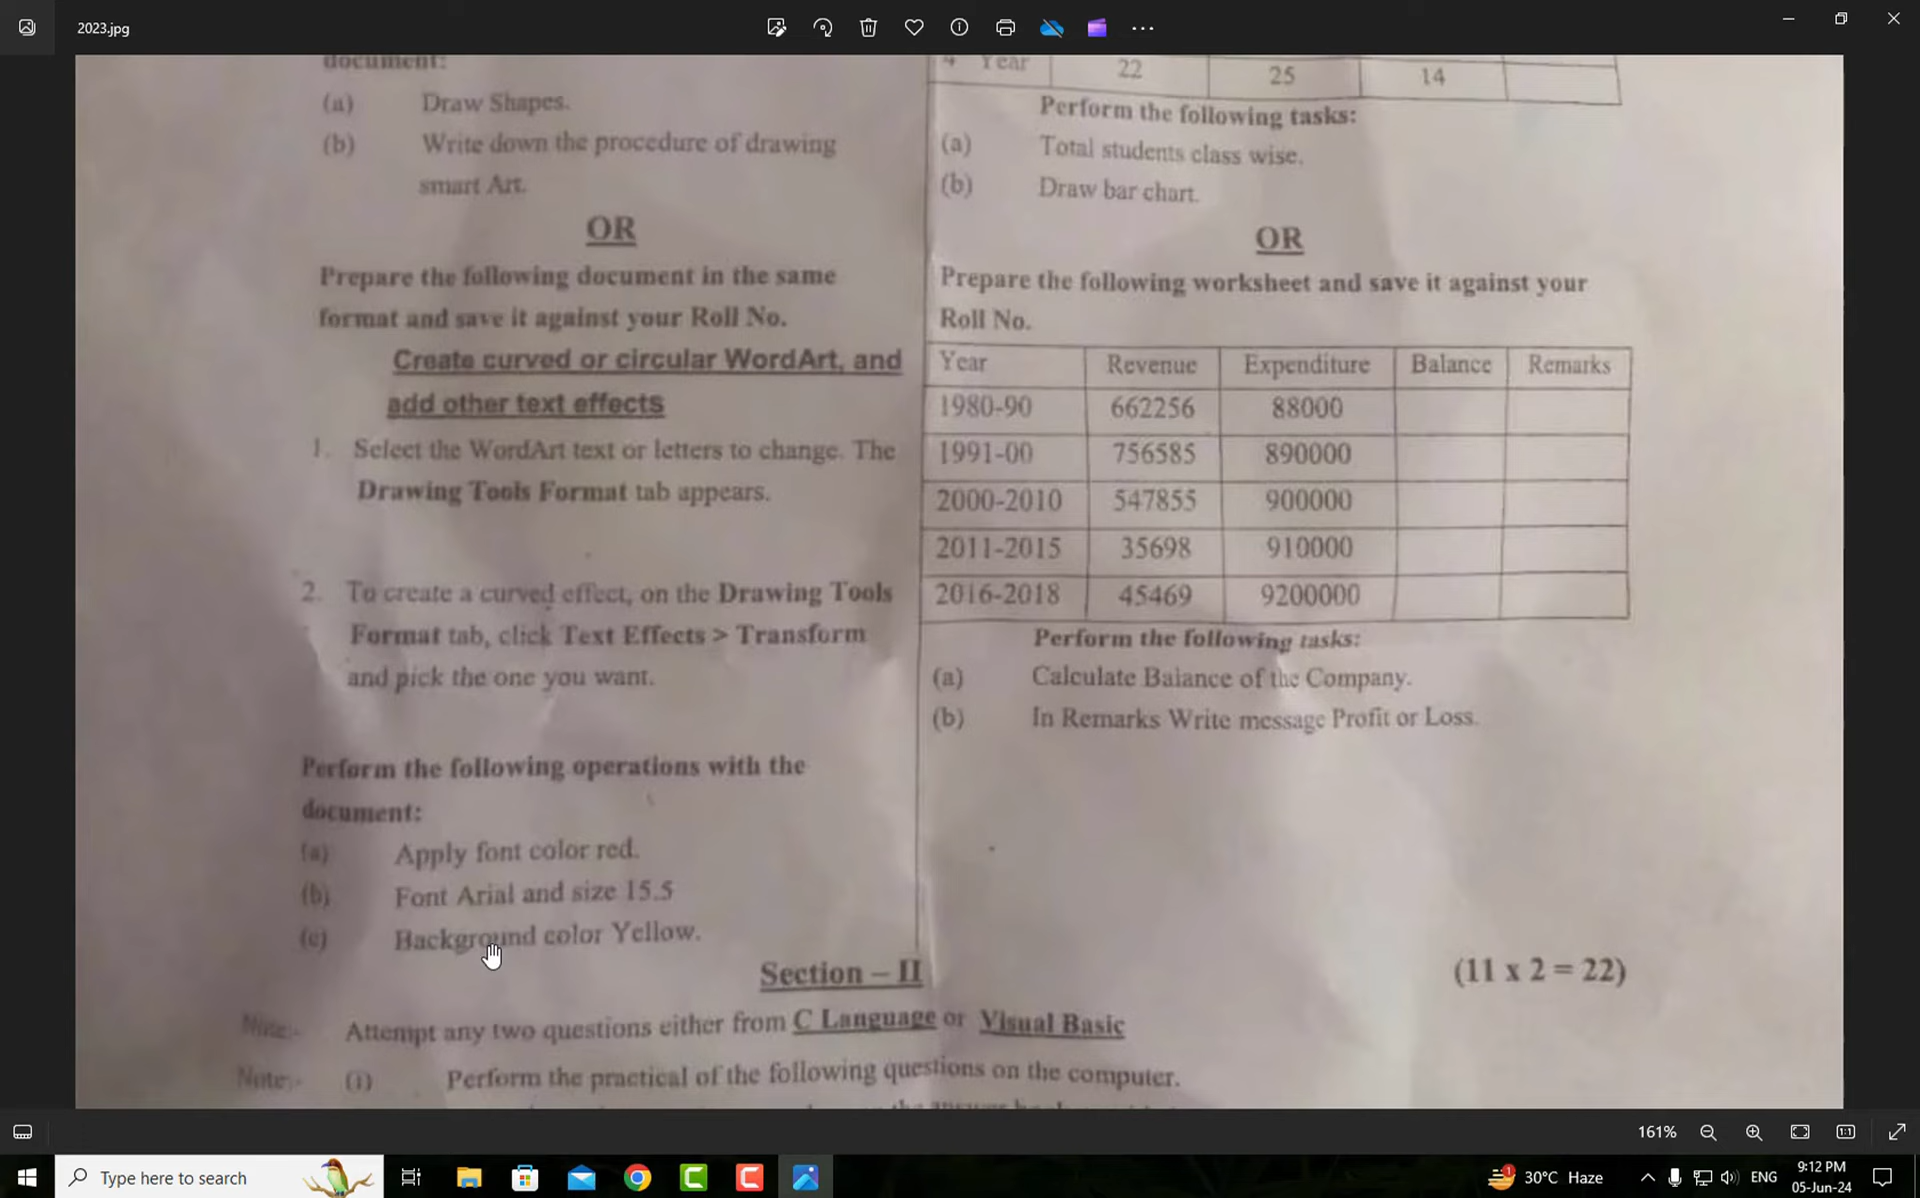 2023.jpg
document:
(a) Draw Shapes.
(b) Write down the procedure of drawing
smart Art.
OR
Prepare the following document in the same
format and save it against your Roll No.
Create curved or circular WordArt, and
add other text effects
1. Select the WordArt text or letters to change. The
Drawing Tools Format tab appears.
2. To create a curved effect, on the Drawing Tools
Format tab, click Text Effects > Transform
and pick the one you want.
Perform the following operations with the
document:
(a) Apply font color red.
(b) Font Arial and size 15.5
(c) Background color Yellow.
Year 22 25 14
Perform the following tasks:
(a) Total students class wise.
(b) Draw bar chart.
OR
Prepare the following worksheet and save it against your
Roll No.
Year Revenue Expenditure Balance Remarks
1980-90 662256 88000
1991-00 756585 890000
2000-2010 547855 900000
2011-2015 35698 910000
2016-2018 45469 9200000
Perform the following tasks:
(a) Calculate Balance of the Company.
(b) In Remarks Write message Profit or Loss.
Section – II
(11 x 2 = 22)
Note:- Attempt any two questions either from C Language or Visual Basic
Note:- (i) Perform the practical of the following questions on the computer.
161%
1:1
Type here to search
1
30°C Haze
ENG
9:12 PM
05-Jun-24